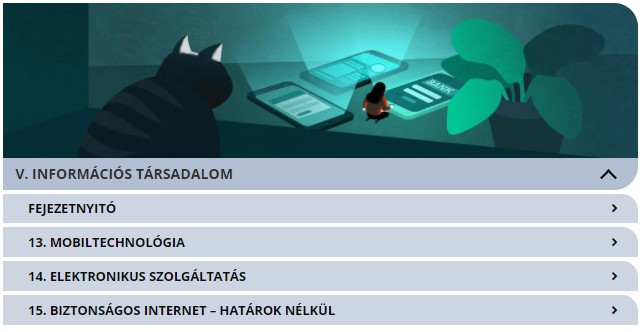 BANK
V. INFORMÁCIÓS TÁRSADALOM
FEJEZETNYITÓ
13. MOBILTECHNOLÓGIA
14. ELEKTRONIKUS SZOLGÁLTATÁS
15. BIZTONSÁGOS INTERNET – HATÁROK NÉLKÜL